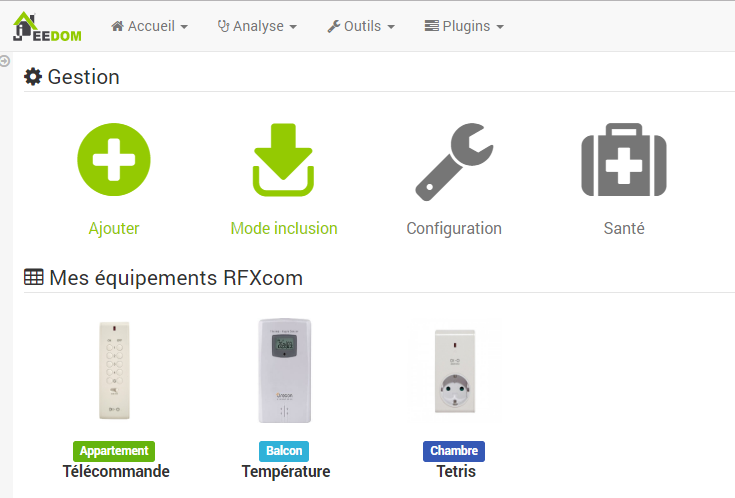 EEDOM Accueil Analyse Outils Plugins
Gestion
Ajouter Mode inclusion Configuration Santé
Mes équipements RFXcom
Appartement Balcon Chambre
Télécommande Température Tetris